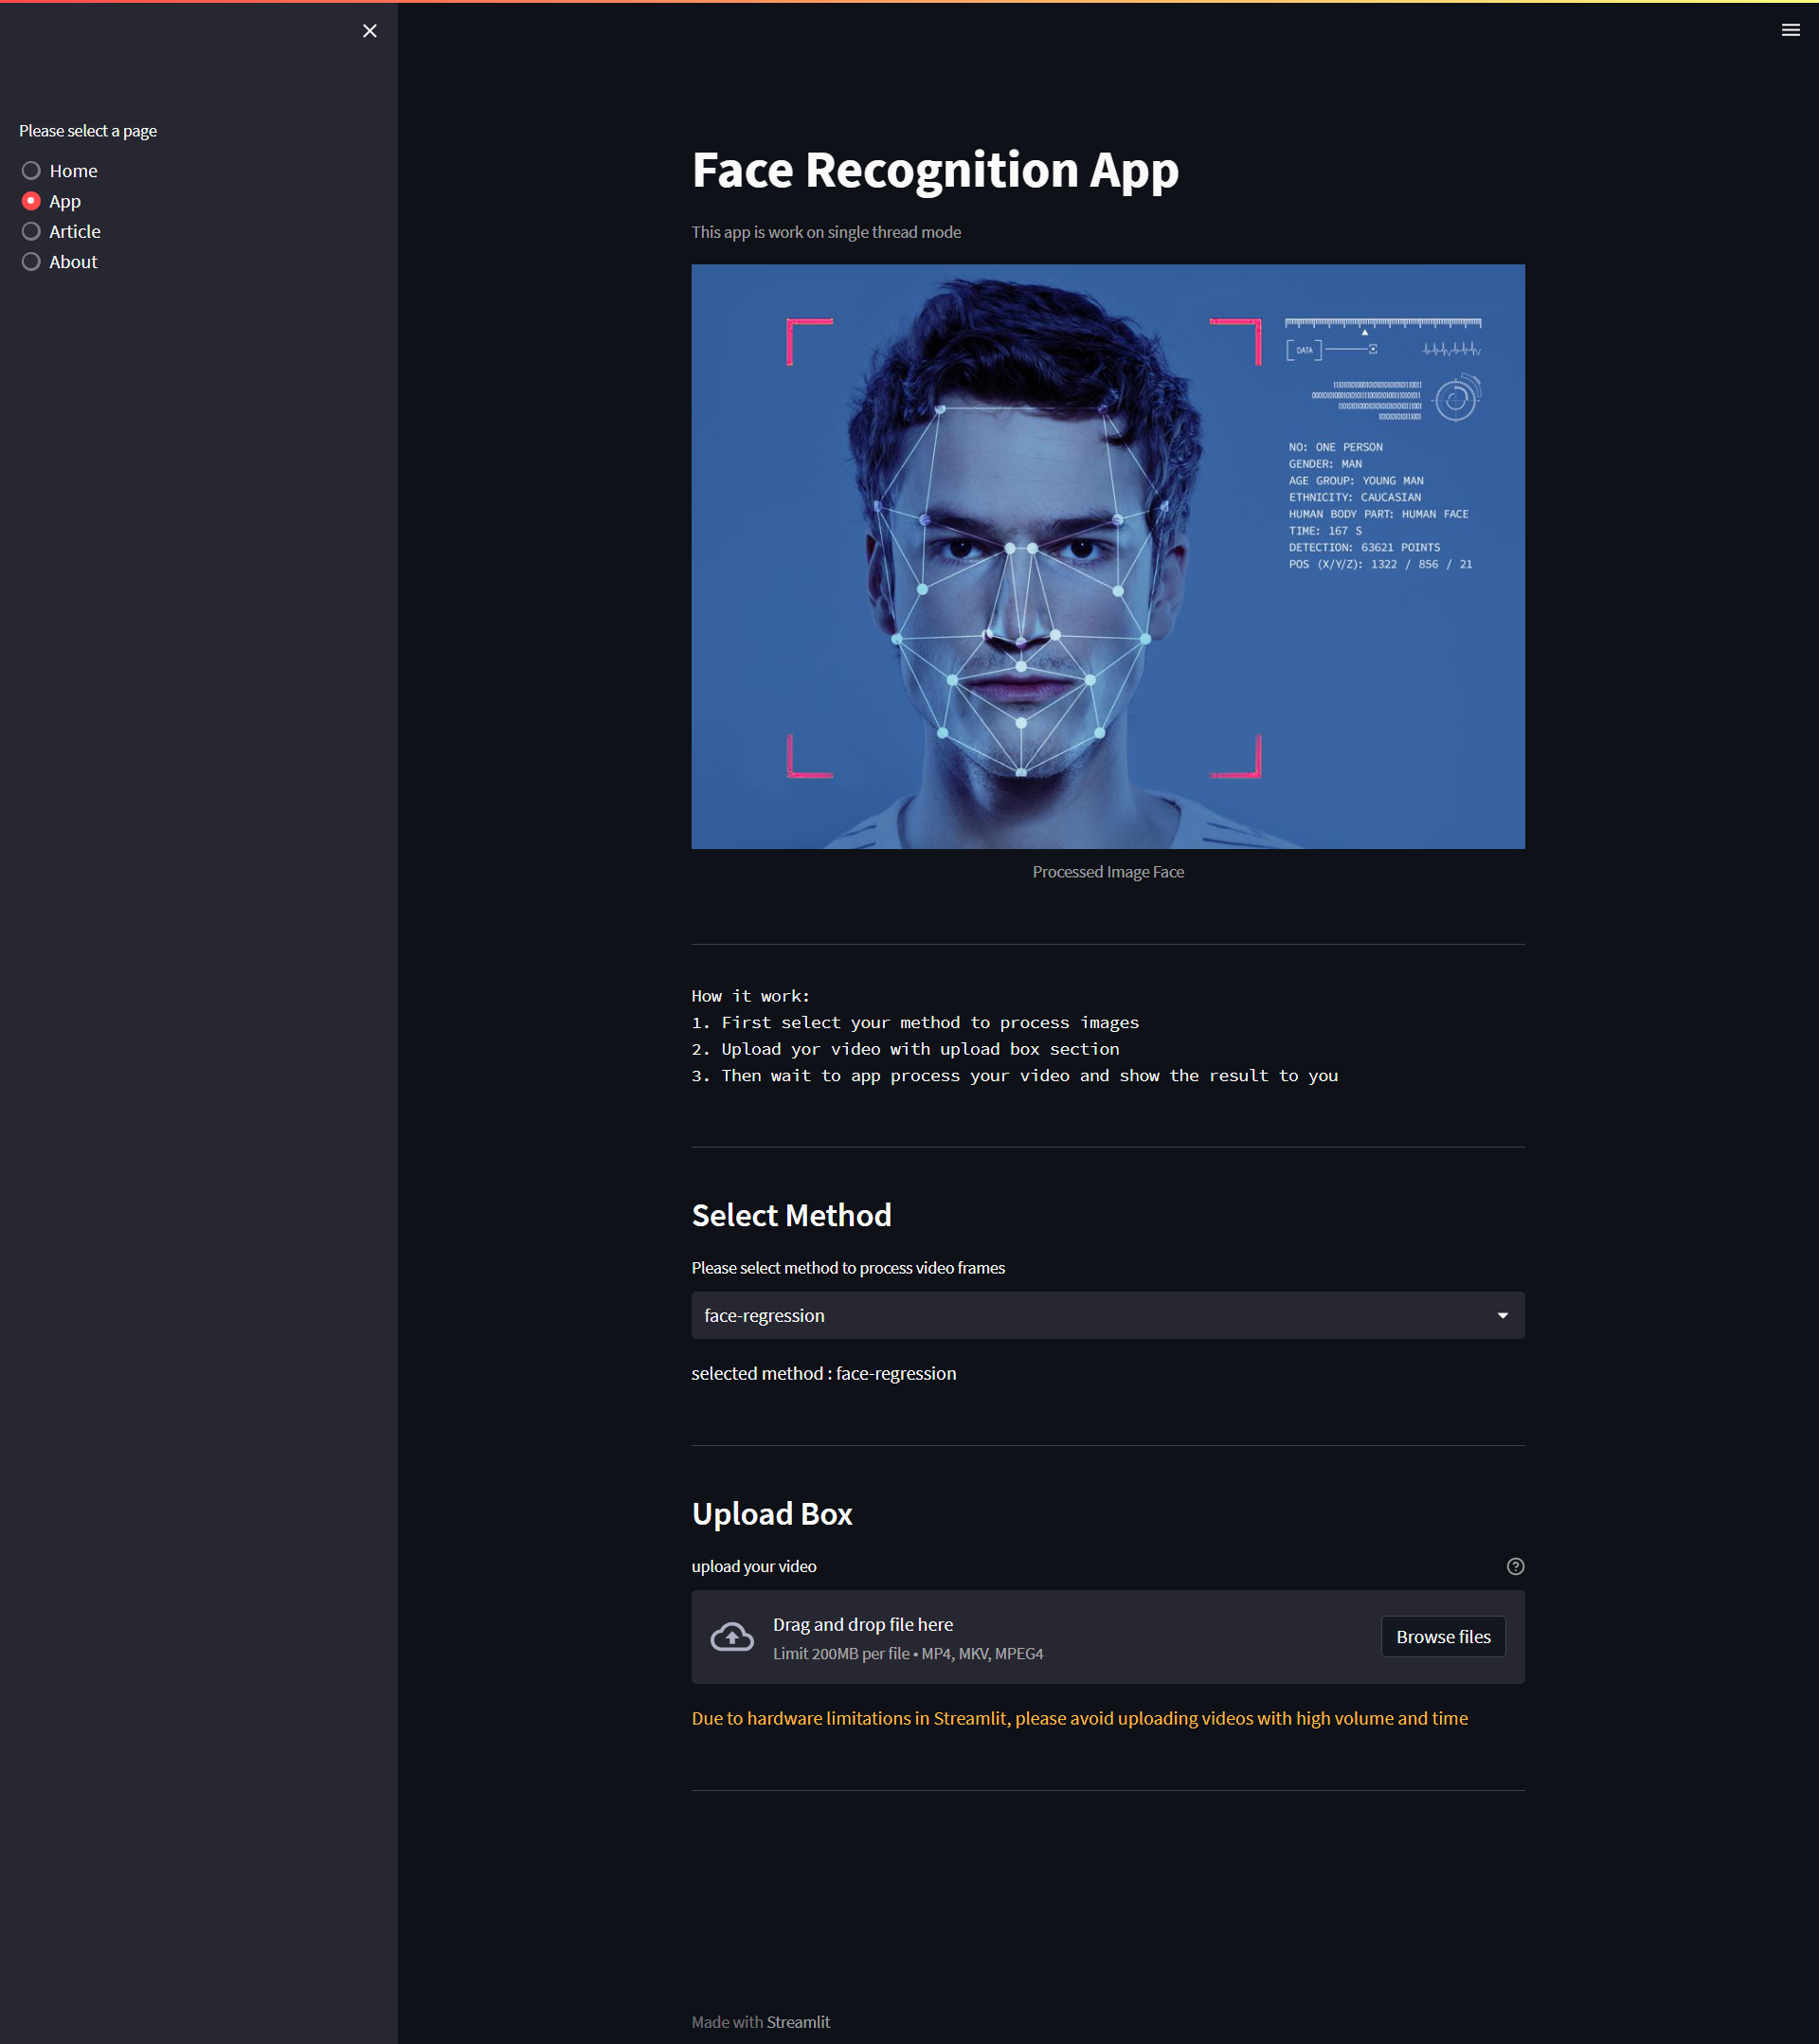 Please select a page
Home
App
Article
About
Face Recognition App
This app is work on single thread mode
DATA
NO: ONE PERSON
GENDER: MAN
AGE GROUP: YOUNG MAN
ETHNICITY: CAUCASIAN
HUMAN BODY PART: HUMAN FACE
TIME: 167 S
DETECTION: 63621 POINTS
POS (X/Y/Z): 1322 / 856 / 21
Processed Image Face
How it work:
1. First select your method to process images
2. Upload yor video with upload box section
3. Then wait to app process your video and show the result to you
Select Method
Please select method to process video frames
face-regression
selected method : face-regression
Upload Box
upload your video
Drag and drop file here
Limit 200MB per file • MP4, MKV, MPEG4
Browse files
Due to hardware limitations in Streamlit, please avoid uploading videos with high volume and time
Made with Streamlit